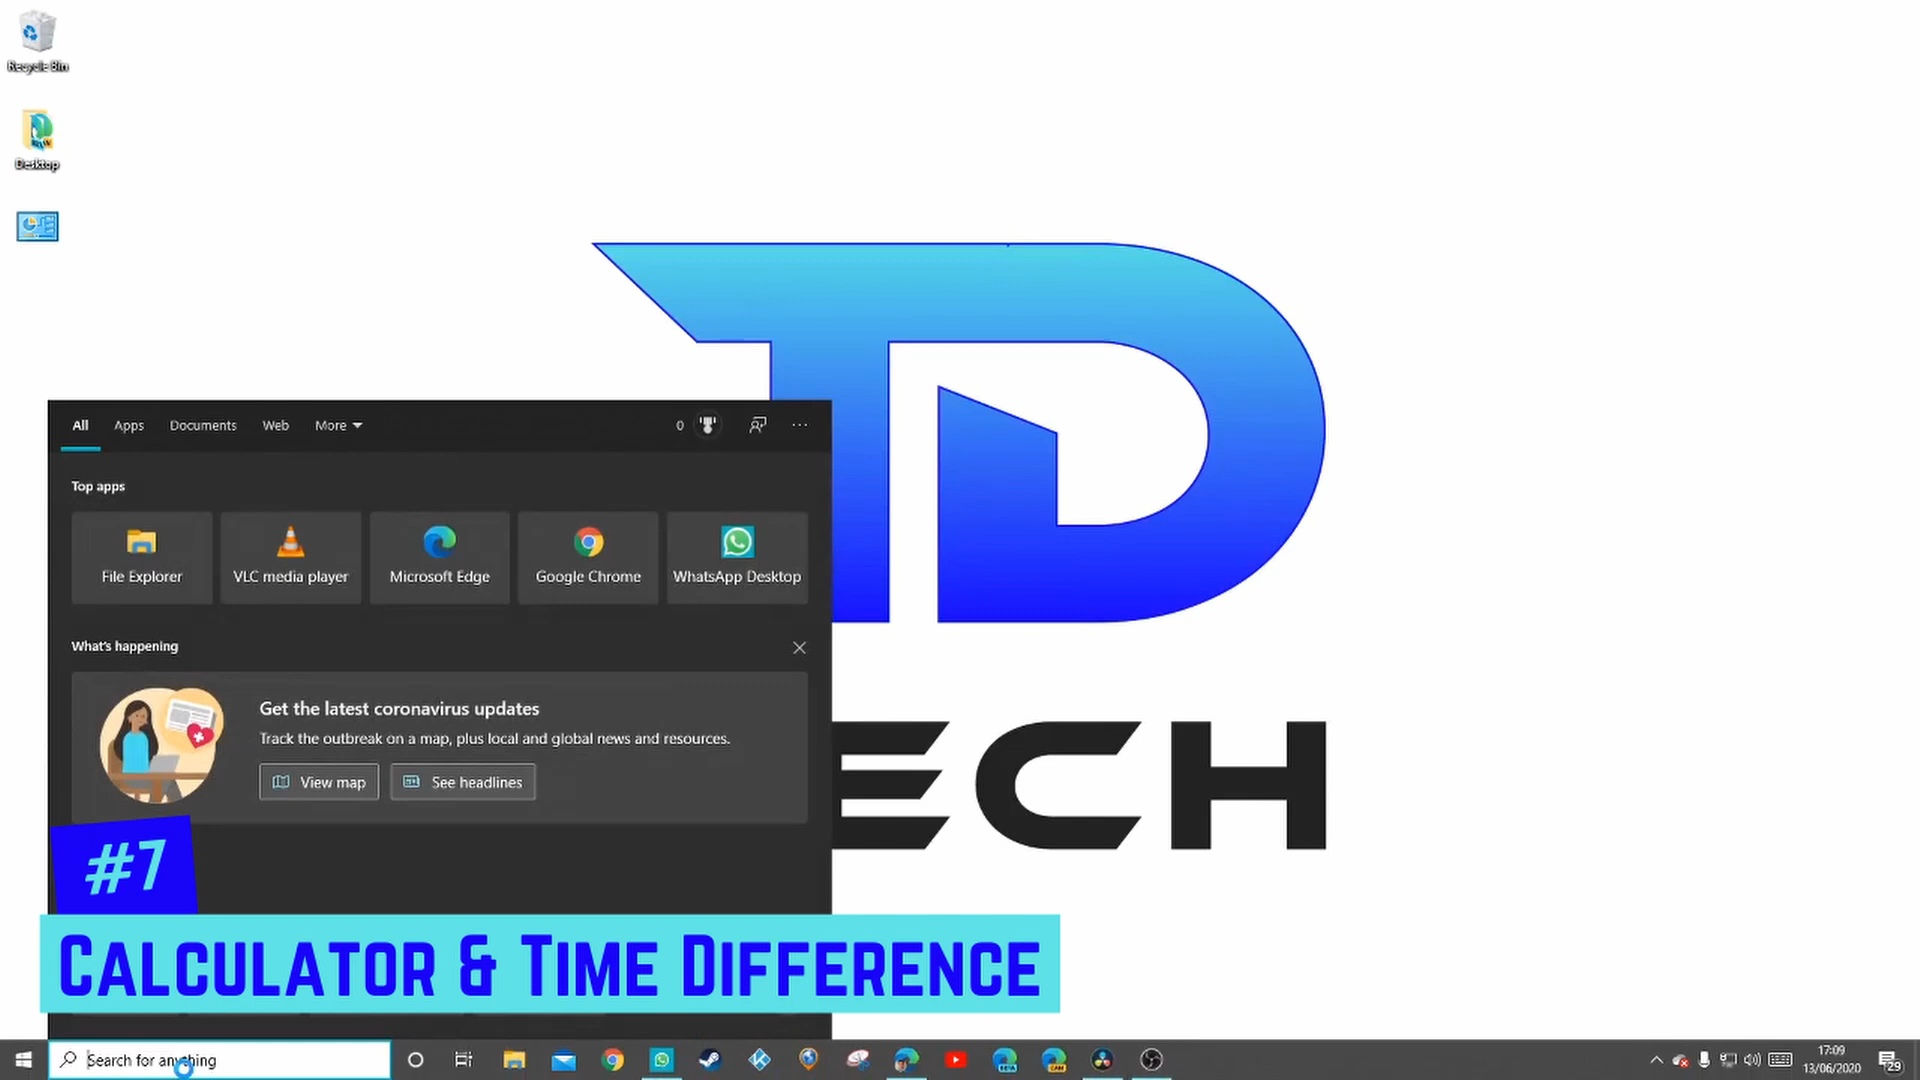 Recycle Bin
Desktop
All
Apps
Documents
Web
More
0
Top apps
File Explorer
VLC media player
Microsoft Edge
Google Chrome
WhatsApp Desktop
What's happening
Get the latest coronavirus updates
Track the outbreak on a map, plus local and global news and resources.
View map
See headlines
TD
ECH
#7
CALCULATOR & TIME DIFFERENCE
Search for anything
BETA
CAN
17:09
13/06/2020
29